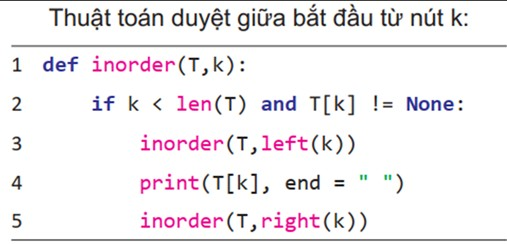 Thuật toán duyệt giữa bắt đầu từ nút k:
1 def inorder(T,k):
2 if k < len(T) and T[k] != None:
3 inorder(T,left(k))
4 print(T[k], end = " ")
5 inorder(T,right(k))